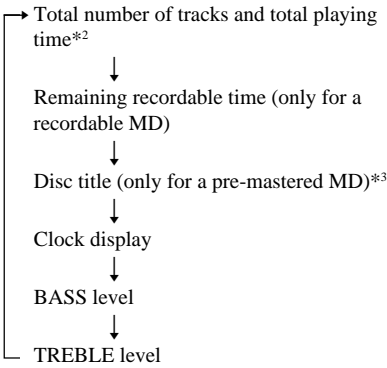 Total number of tracks and total playing
time*2
Remaining recordable time (only for a
recordable MD)
Disc title (only for a pre-mastered MD)*3
Clock display
BASS level
TREBLE level